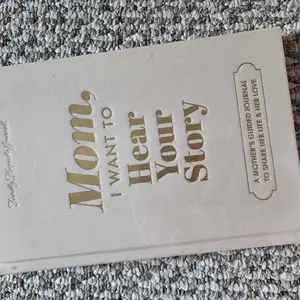 Mom,
I WANT TO
Hear
Your
Story
A MOTHER'S GUIDED JOURNAL
TO SHARE HER LIFE & HER LOVE